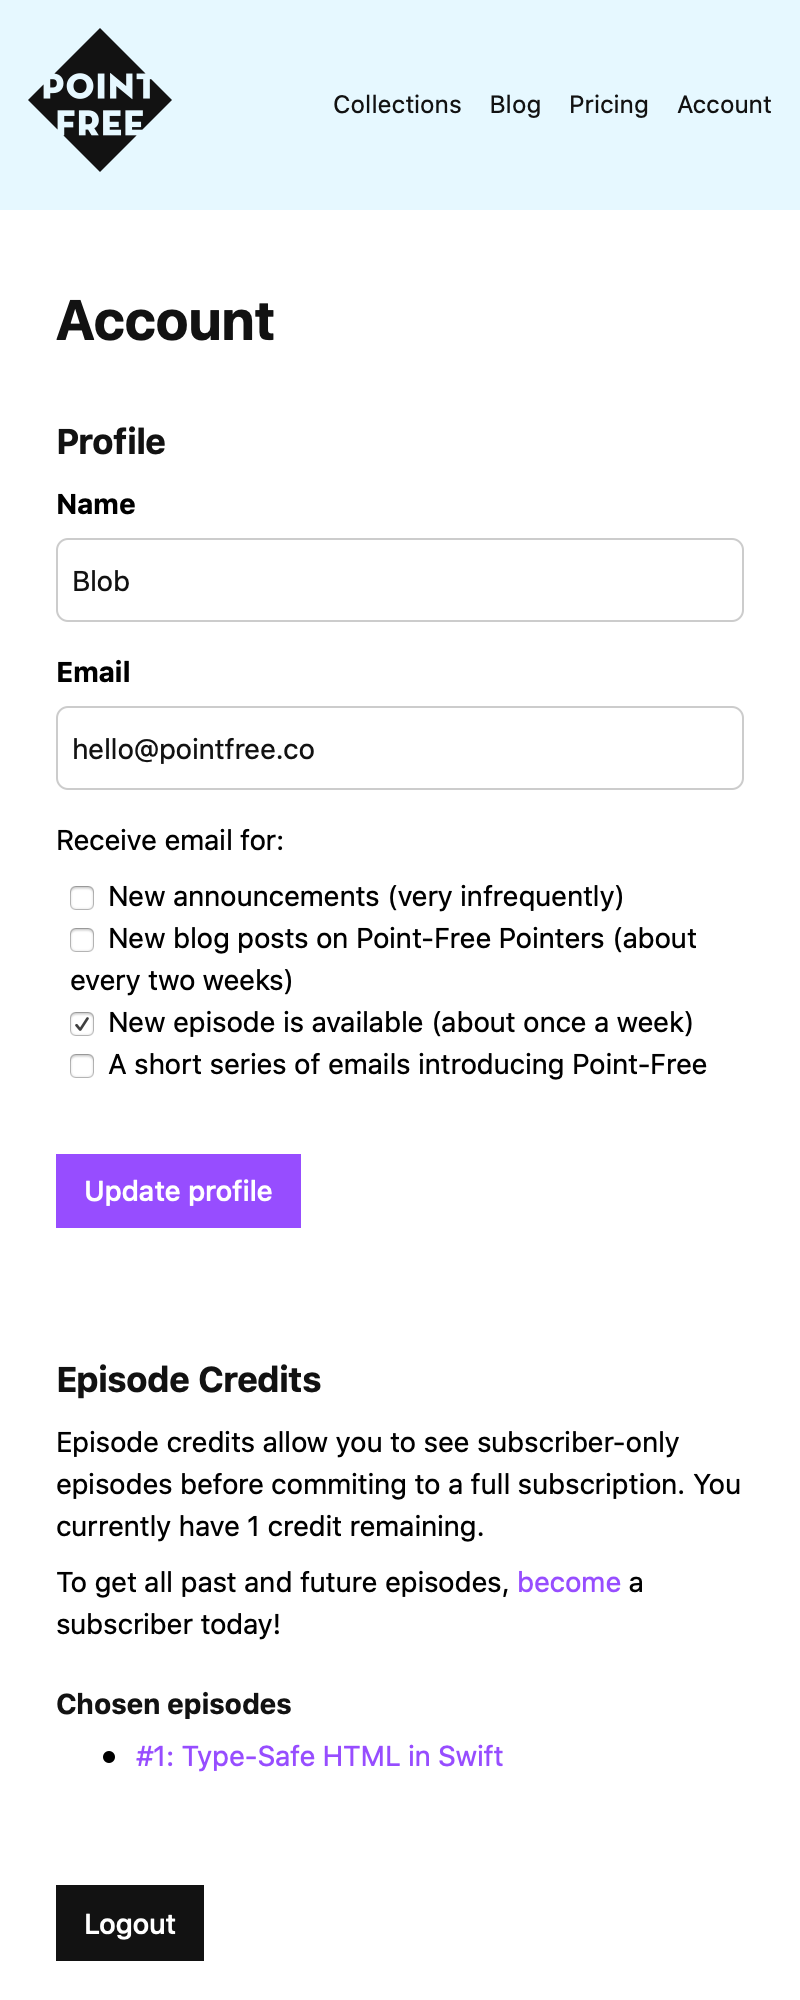 POINT
FREE
Collections Blog Pricing Account
Account
Profile
Name
Blob
Email
hello@pointfree.co
Receive email for:
New announcements (very infrequently)
New blog posts on Point-Free Pointers (about
every two weeks)
New episode is available (about once a week)
A short series of emails introducing Point-Free
Update profile
Episode Credits
Episode credits allow you to see subscriber-only
episodes before commiting to a full subscription. You
currently have 1 credit remaining.
To get all past and future episodes, become a
subscriber today!
Chosen episodes
#1: Type-Safe HTML in Swift
Logout